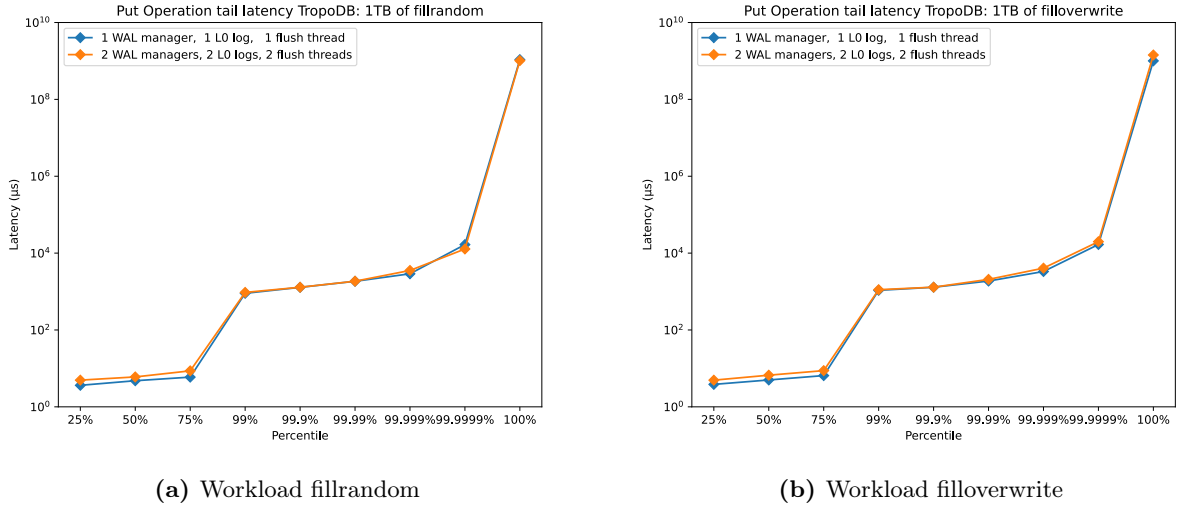 Put Operation tail latency TropoDB: 1TB of fillrandom
1 WAL manager, 1 L0 log, 1 flush thread
2 WAL managers, 2 L0 logs, 2 flush threads
Latency (µs)
10^10
10^8
10^6
10^4
10^2
10^0
25% 50% 75% 99% 99.9% 99.99% 99.999% 99.9999% 100%
Percentile
(a) Workload fillrandom
Put Operation tail latency TropoDB: 1TB of filloverwrite
1 WAL manager, 1 L0 log, 1 flush thread
2 WAL managers, 2 L0 logs, 2 flush threads
Latency (µs)
10^10
10^8
10^6
10^4
10^2
10^0
25% 50% 75% 99% 99.9% 99.99% 99.999% 99.9999% 100%
Percentile
(b) Workload filloverwrite